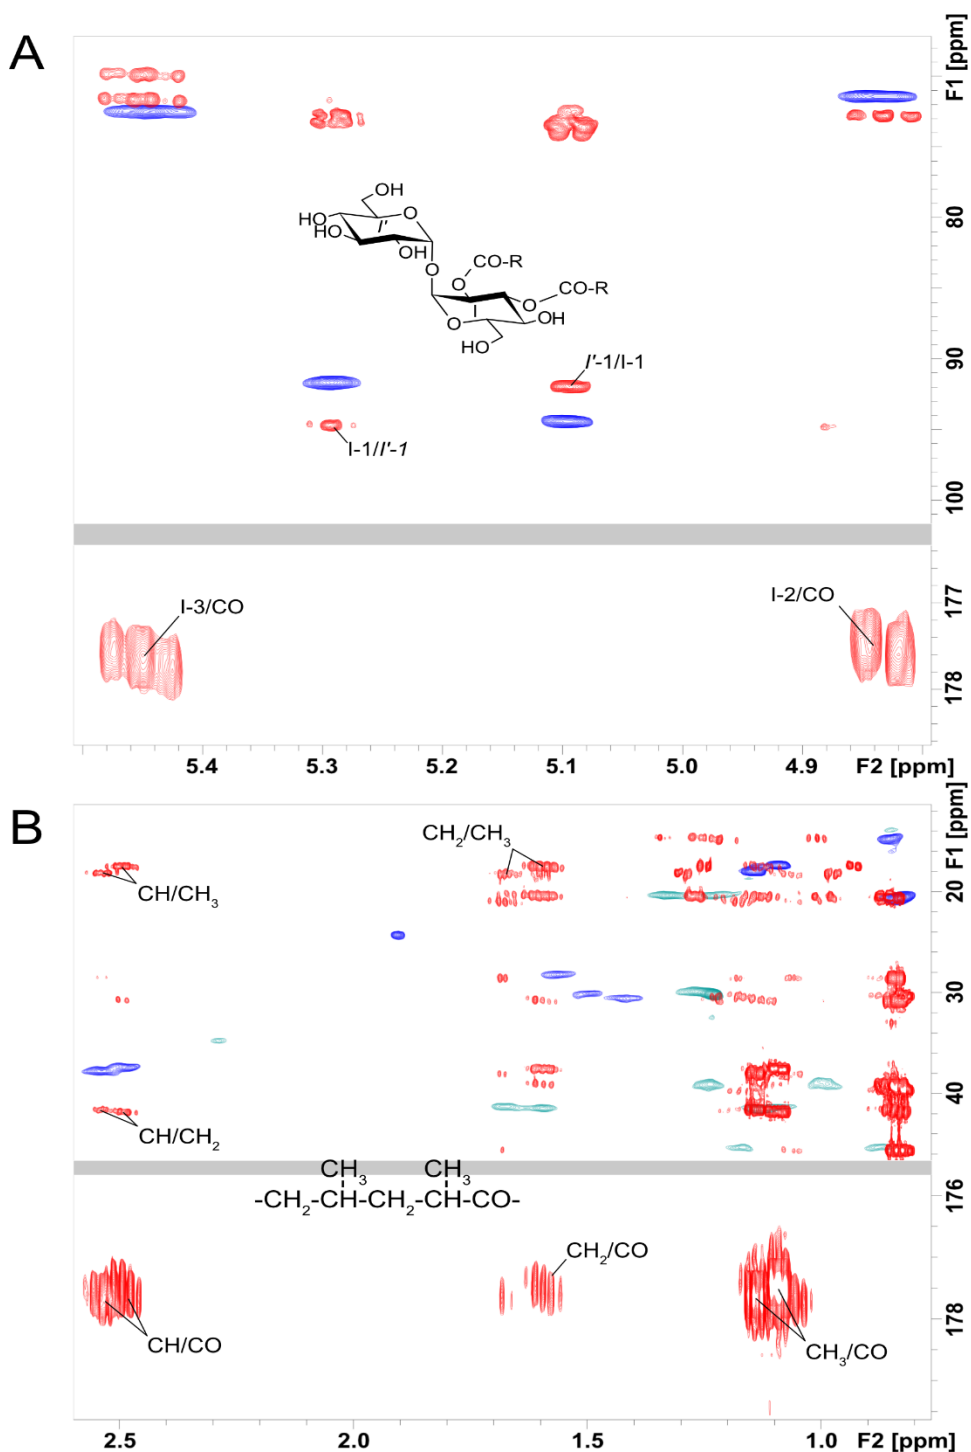 A
F1 [ppm]
80
90
100
OH
HO
O
HO
OH
O
CO-R
O
O
CO-R
O
OH
HO
I'-1/I-1
I-1/I'-1
I-3/CO
I-2/CO
177
178
5.4
5.3
5.2
5.1
5.0
4.9
F2 [ppm]
B
F1 [ppm]
CH2/CH3
CH/CH3
20
30
40
CH/CH2
CH3 CH3
-CH2-CH-CH2-CH-CO-
176
CH2/CO
CH/CO
CH3/CO
178
2.5
2.0
1.5
1.0
F2 [ppm]